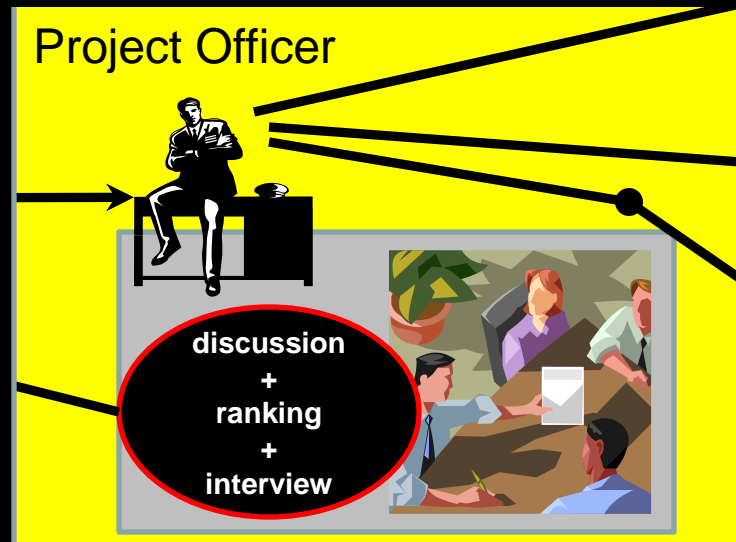 Project Officer
discussion
+
ranking
+
interview